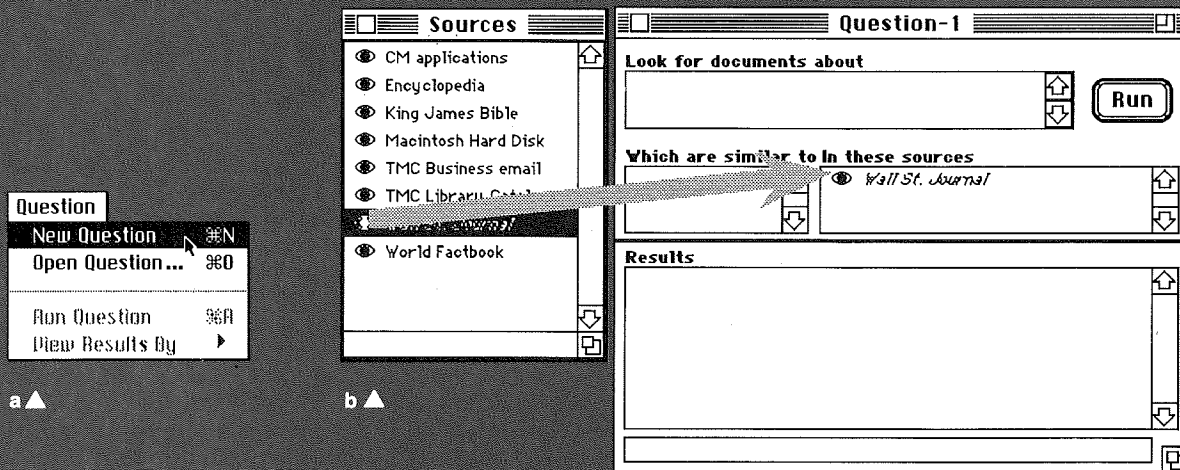 Question
New Question ⌘N
Open Question... ⌘O
Run Question ⌘R
View Results By
a
Sources
CM applications
Encyclopedia
King James Bible
Macintosh Hard Disk
TMC Business email
TMC Library
World Factbook
b
Question-1
Look for documents about
Run
Which are similar to In these sources
Wall St. Journal
Results